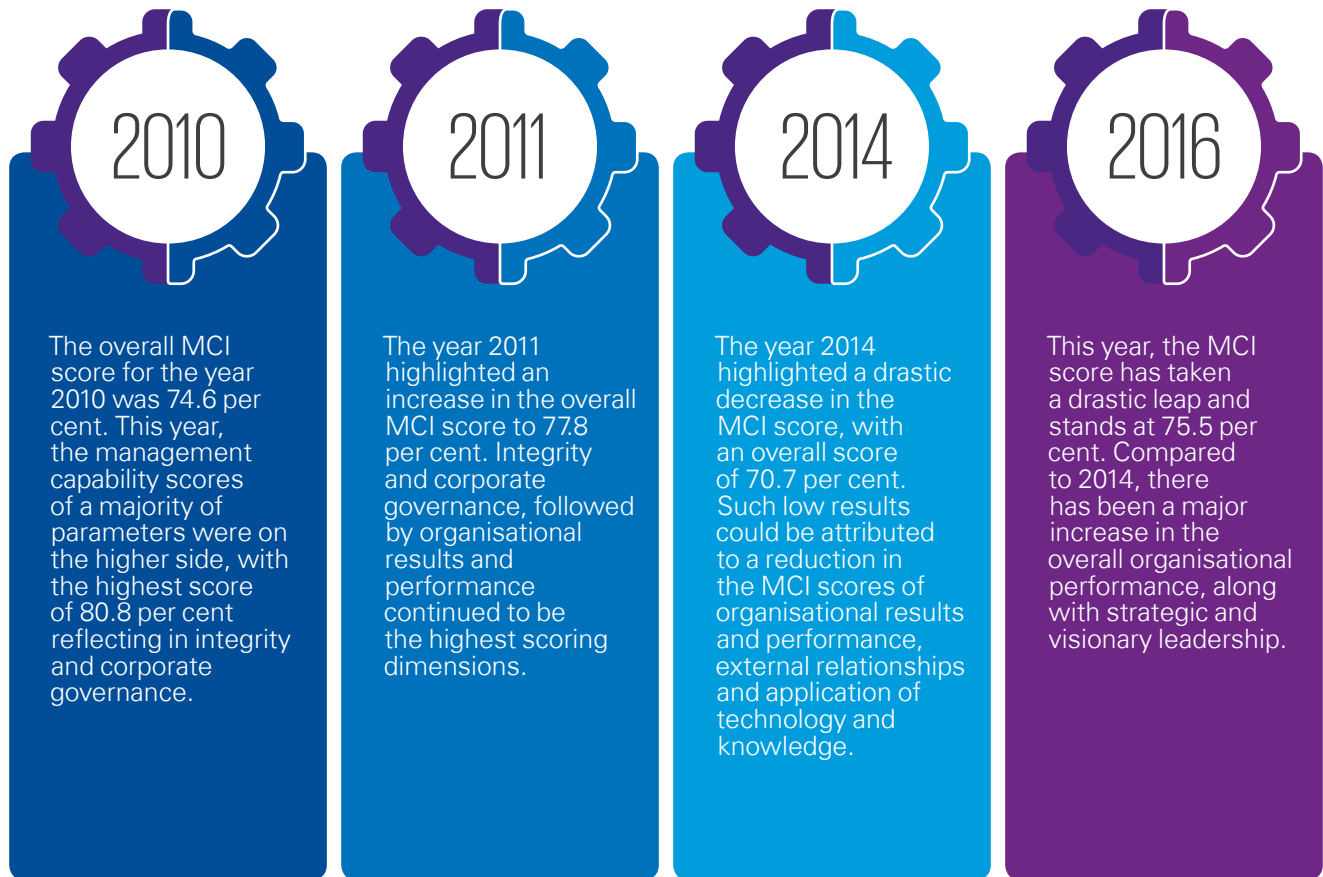 2010
The overall MCI
score for the year
2010 was 74.6 per
cent. This year,
the management
capability scores
of a majority of
parameters were on
the higher side, with
the highest score
of 80.8 per cent
reflecting in integrity
and corporate
governance.
2011
The year 2011
highlighted an
increase in the overall
MCI score to 77.8
per cent. Integrity
and corporate
governance, followed
by organisational
results and
performance
continued to be
the highest scoring
dimensions.
2014
The year 2014
highlighted a drastic
decrease in the
MCI score, with
an overall score
of 70.7 per cent.
Such low results
could be attributed
to a reduction in
the MCI scores of
organisational results
and performance,
external relationships
and application of
technology and
knowledge.
2016
This year, the MCI
score has taken
a drastic leap and
stands at 75.5 per
cent. Compared
to 2014, there
has been a major
increase in the
overall organisational
performance, along
with strategic and
visionary leadership.